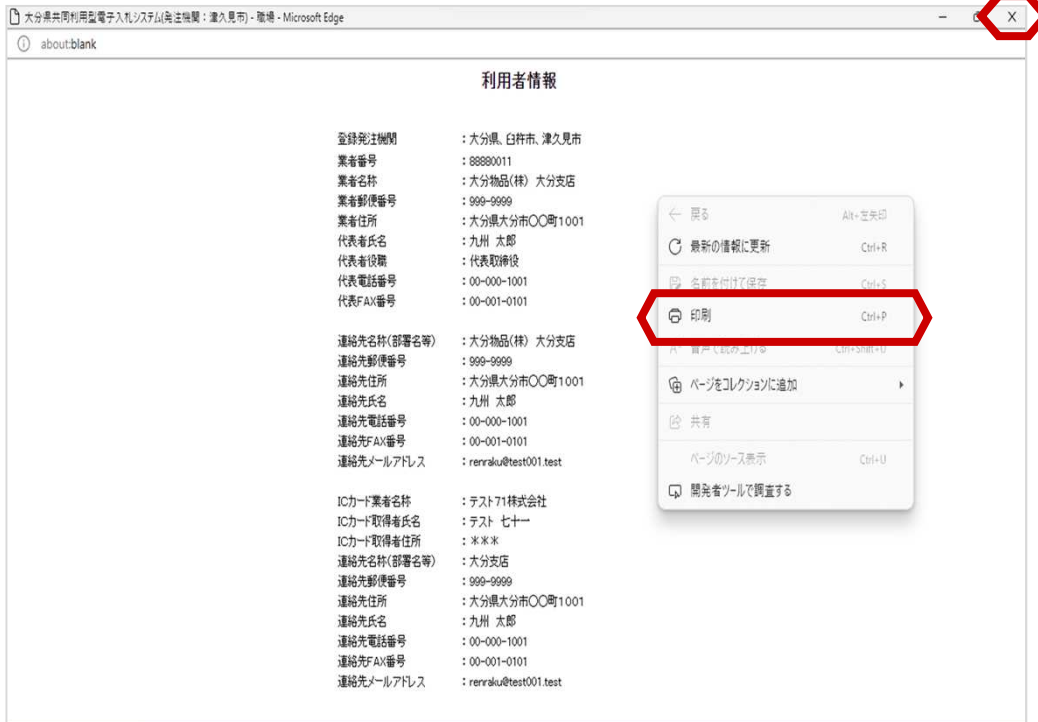 大分県共同利用型電子入札システム(発注機関：津久見市) - 職場 - Microsoft Edge
about:blank
利用者情報
登録発注機関 ：大分県、臼杵市、津久見市
業者番号 ：88880011
業者名称 ：大分物品(株) 大分支店
業者郵便番号 ：999-9999
業者住所 ：大分県大分市〇〇町1001
代表者氏名 ：九州 太郎
代表者役職 ：代表取締役
代表電話番号 ：00-000-1001
代表FAX番号 ：00-001-0101
連絡先名称(部署名等) ：大分物品(株) 大分支店
連絡先郵便番号 ：999-9999
連絡先住所 ：大分県大分市〇〇町1001
連絡先氏名 ：九州 太郎
連絡先電話番号 ：00-000-1001
連絡先FAX番号 ：00-001-0101
連絡先メールアドレス ：renraku@test001.test
ICカード業者名称 ：テスト71株式会社
ICカード取得者氏名 ：テスト 七十一
ICカード取得者住所 ：＊＊＊
連絡先名称(部署名等) ：大分支店
連絡先郵便番号 ：999-9999
連絡先住所 ：大分県大分市〇〇町1001
連絡先氏名 ：九州 太郎
連絡先電話番号 ：00-000-1001
連絡先FAX番号 ：00-001-0101
連絡先メールアドレス ：renraku@test001.test
戻る Alt+左矢印
最新の情報に更新 Ctrl+R
名前を付けて保存 Ctrl+S
印刷 Ctrl+P
音声で読み上げる Ctrl+Shift+U
ページをコレクションに追加
共有
ページのソース表示 Ctrl+U
開発者ツールで調査する